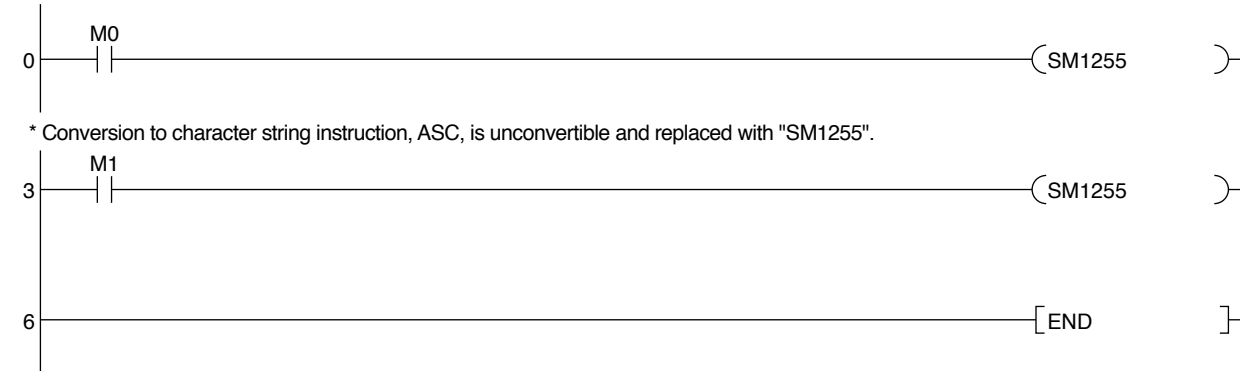 M0
0 SM1255
* Conversion to character string instruction, ASC, is unconvertible and replaced with "SM1255".
M1
3 SM1255
6 END